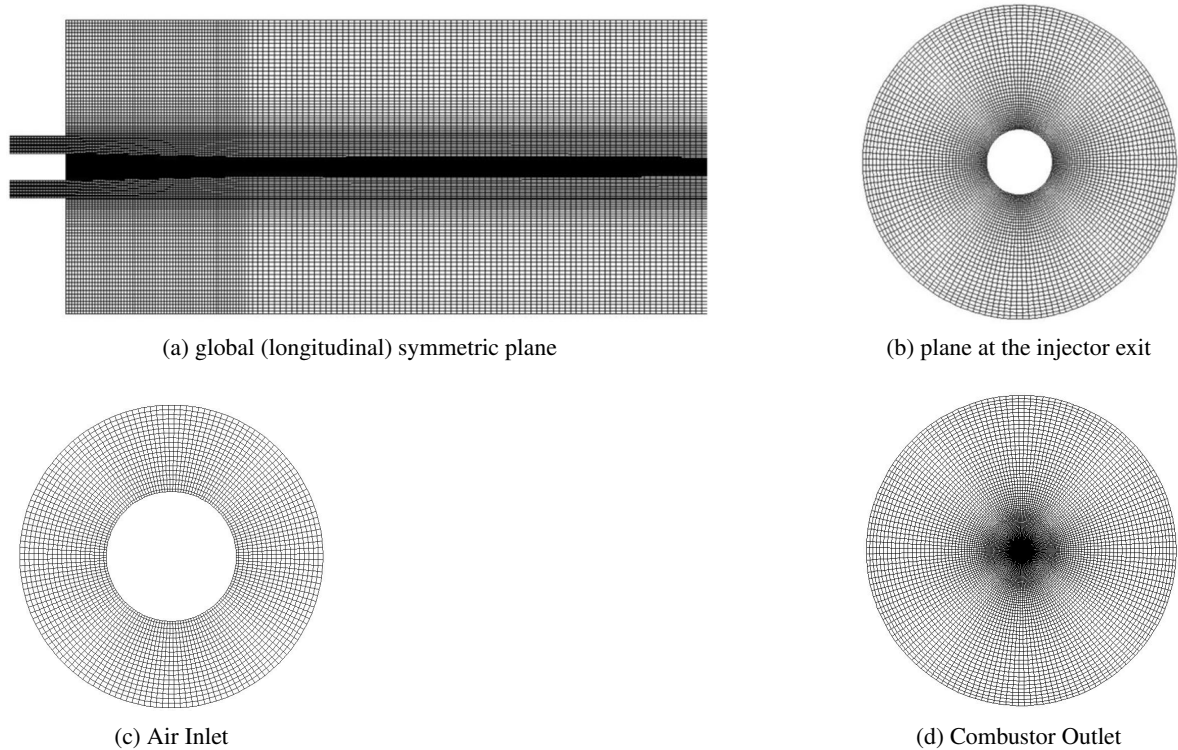 (a) global (longitudinal) symmetric plane
(b) plane at the injector exit
(c) Air Inlet
(d) Combustor Outlet